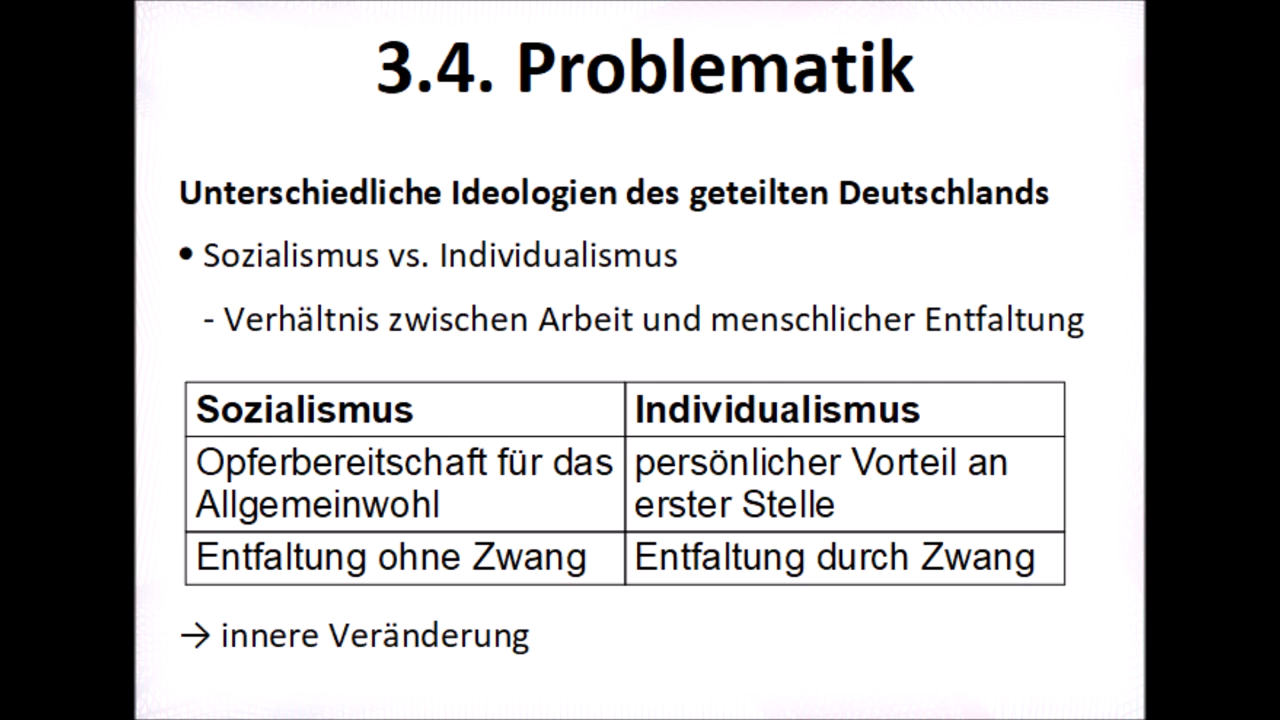 3.4. Problematik
Unterschiedliche Ideologien des geteilten Deutschlands
• Sozialismus vs. Individualismus
- Verhältnis zwischen Arbeit und menschlicher Entfaltung
Sozialismus Individualismus
Opferbereitschaft für das persönlicher Vorteil an
Allgemeinwohl erster Stelle
Entfaltung ohne Zwang Entfaltung durch Zwang
→ innere Veränderung